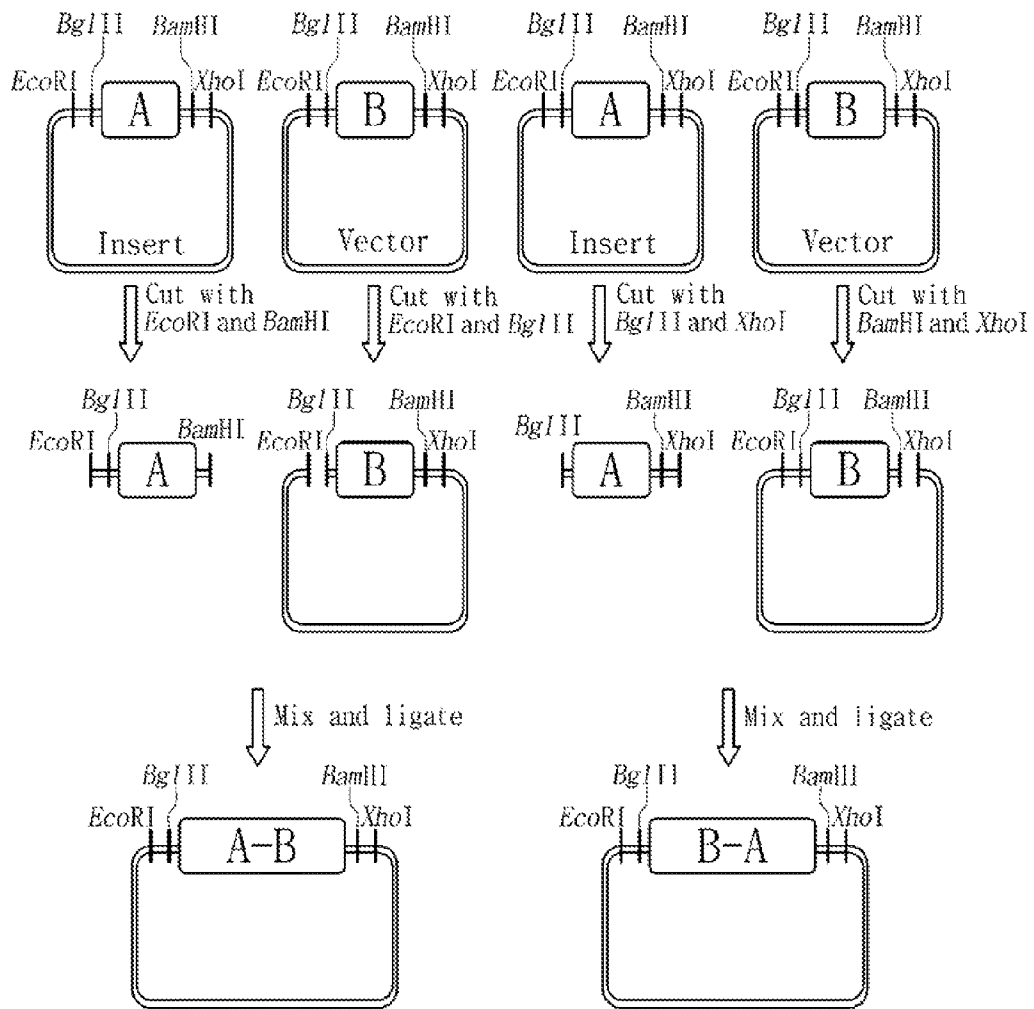 BglII BamHI BglII BamHI BglII BamHI BglII BamHI
EcoRI XhoI EcoRI XhoI EcoRI XhoI EcoRI XhoI
A B A B
Insert Vector Insert Vector
Cut with Cut with Cut with Cut with
EcoRI and BamHI EcoRI and BglII BglII and XhoI BamHI and XhoI
BglII BglII BamHI BamHI BglII BamHI
EcoRI BamHI EcoRI XhoI BglII XhoI EcoRI XhoI
A B A B
Mix and ligate Mix and ligate
BglII BamHI BglII BamHI
EcoRI XhoI EcoRI XhoI
A-B B-A